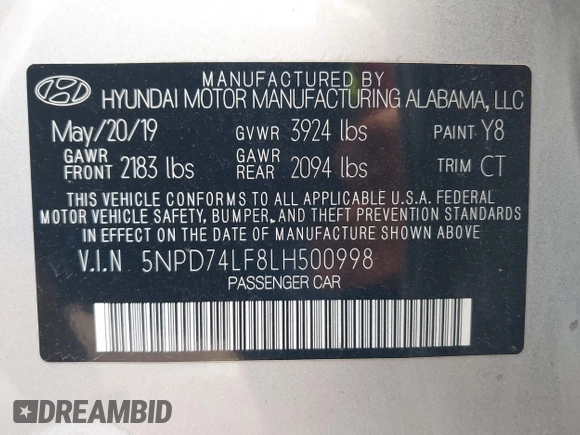 MANUFACTURED BY
HYUNDAI MOTOR MANUFACTURING ALABAMA, LLC
May/20/19 GVWR 3924 lbs PAINT Y8
GAWR FRONT 2183 lbs GAWR REAR 2094 lbs TRIM CT
THIS VEHICLE CONFORMS TO ALL APPLICABLE U.S.A. FEDERAL
MOTOR VEHICLE SAFETY, BUMPER, AND THEFT PREVENTION STANDARDS
IN EFFECT ON THE DATE OF MANUFACTURE SHOWN ABOVE.
V.I.N 5NPD74LF8LH500998
PASSENGER CAR
DREAMBID